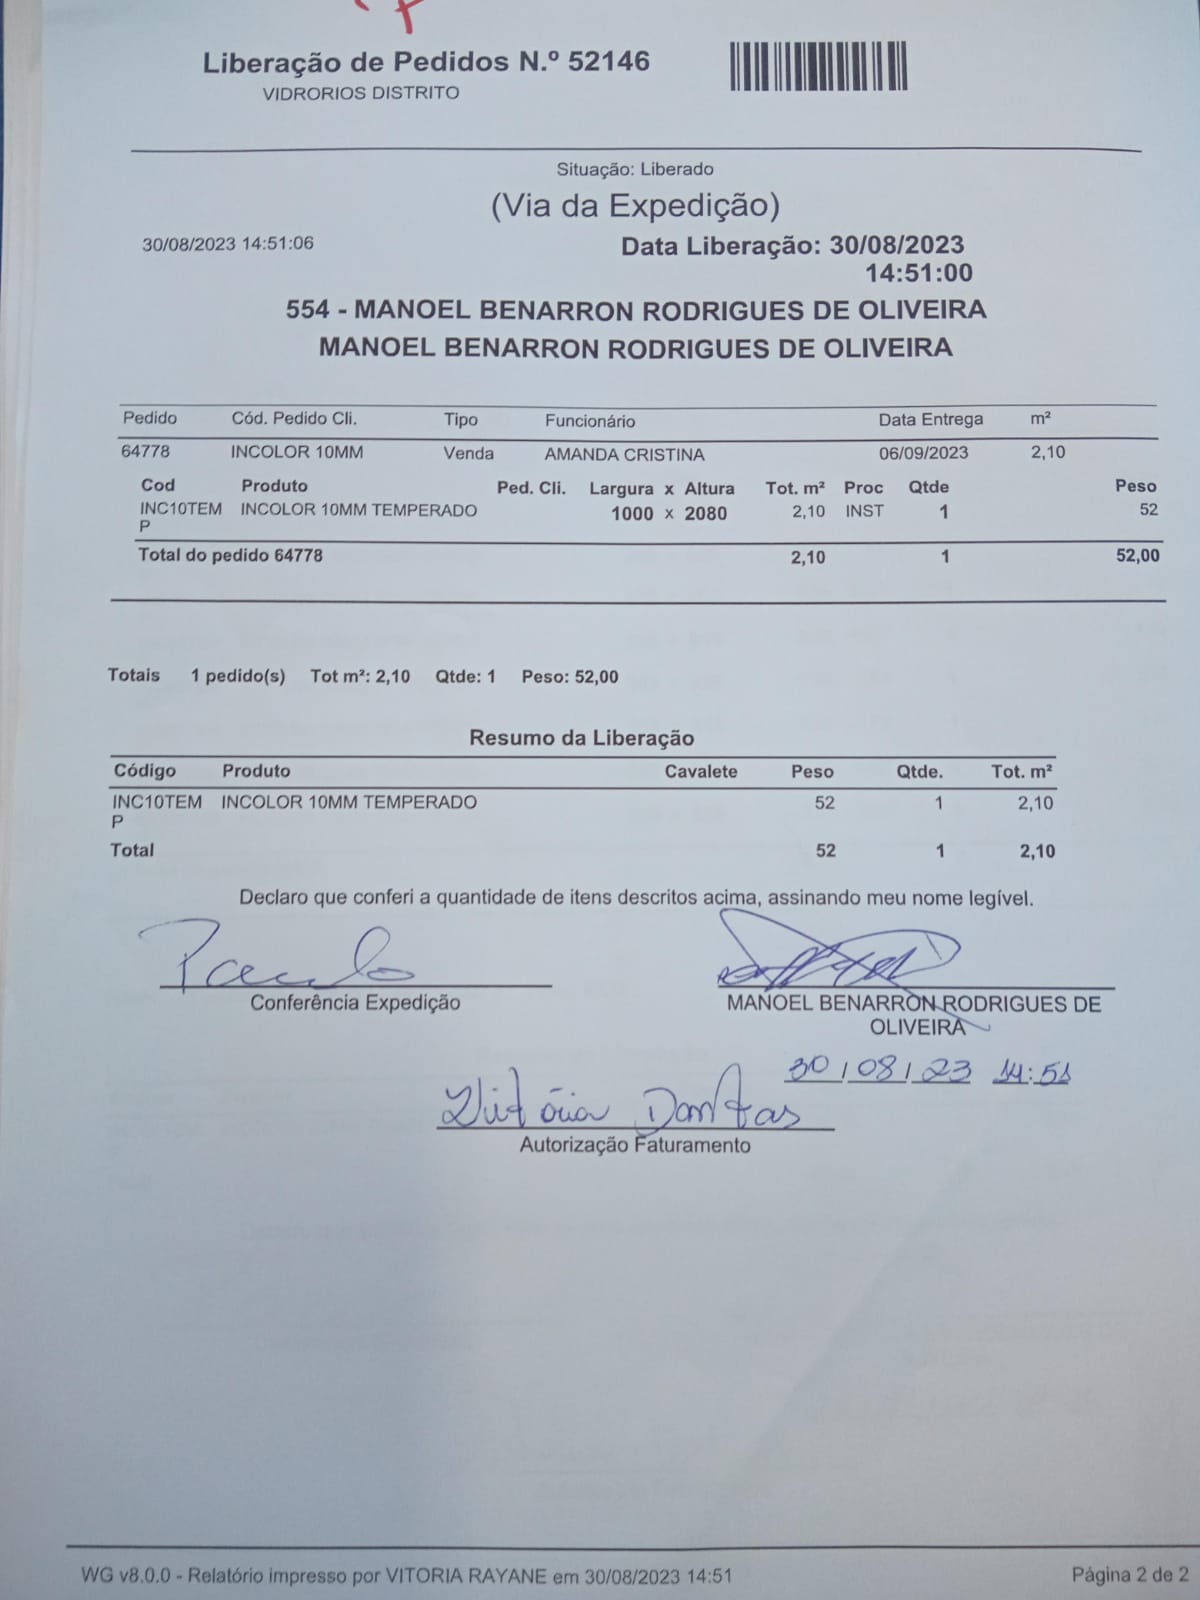 Liberação de Pedidos N.º 52146
VIDRORIOS DISTRITO
Situação: Liberado
(Via da Expedição)
30/08/2023 14:51:06
Data Liberação: 30/08/2023
14:51:00
554 - MANOEL BENARRON RODRIGUES DE OLIVEIRA
MANOEL BENARRON RODRIGUES DE OLIVEIRA
Pedido Cód. Pedido Cli. Tipo Funcionário Data Entrega m²
64778 INCOLOR 10MM Venda AMANDA CRISTINA 06/09/2023 2,10
Cod Produto Ped. Cli. Largura x Altura Tot. m² Proc Qtde Peso
INC10TEM INCOLOR 10MM TEMPERADO 1000 x 2080 2,10 INST 1 52
P
Total do pedido 64778 2,10 1 52,00
Totais 1 pedido(s) Tot m²: 2,10 Qtde: 1 Peso: 52,00
Resumo da Liberação
Código Produto Cavalete Peso Qtde. Tot. m²
INC10TEM INCOLOR 10MM TEMPERADO 52 1 2,10
P
Total 52 1 2,10
Declaro que conferi a quantidade de itens descritos acima, assinando meu nome legível.
Paulo
Conferência Expedição
MANOEL BENARRON RODRIGUES DE
OLIVEIRA
30/08/23 14:51
Vitória Dantas
Autorização Faturamento
WG v8.0.0 - Relatório impresso por VITORIA RAYANE em 30/08/2023 14:51
Página 2 de 2